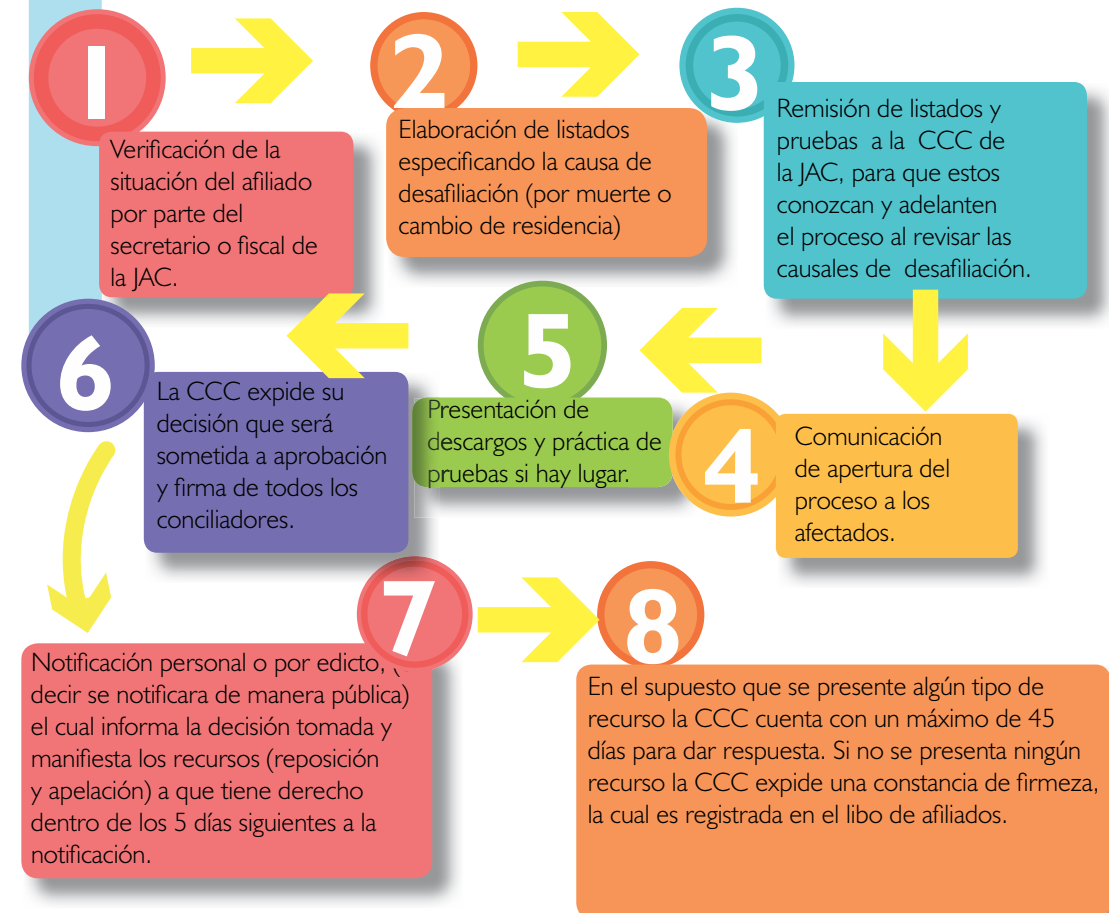 1
Verificación de la
situación del afiliado
por parte del
secretario o fiscal de
la JAC.
2
Elaboración de listados
especificando la causa de
desafiliación (por muerte o
cambio de residencia)
3
Remisión de listados y
pruebas a la CCC de
la JAC, para que estos
conozcan y adelanten
el proceso al revisar las
causales de desafiliación.
4
Comunicación
de apertura del
proceso a los
afectados.
5
Presentación de
descargos y práctica de
pruebas si hay lugar.
6
La CCC expide su
decisión que será
sometida a aprobación
y firma de todos los
conciliadores.
7
Notificación personal o por edicto, (
decir se notificara de manera pública)
el cual informa la decisión tomada y
manifiesta los recursos (reposición
y apelación) a que tiene derecho
dentro de los 5 días siguientes a la
notificación.
8
En el supuesto que se presente algún tipo de
recurso la CCC cuenta con un máximo de 45
días para dar respuesta. Si no se presenta ningún
recurso la CCC expide una constancia de firmeza,
la cual es registrada en el libo de afiliados.